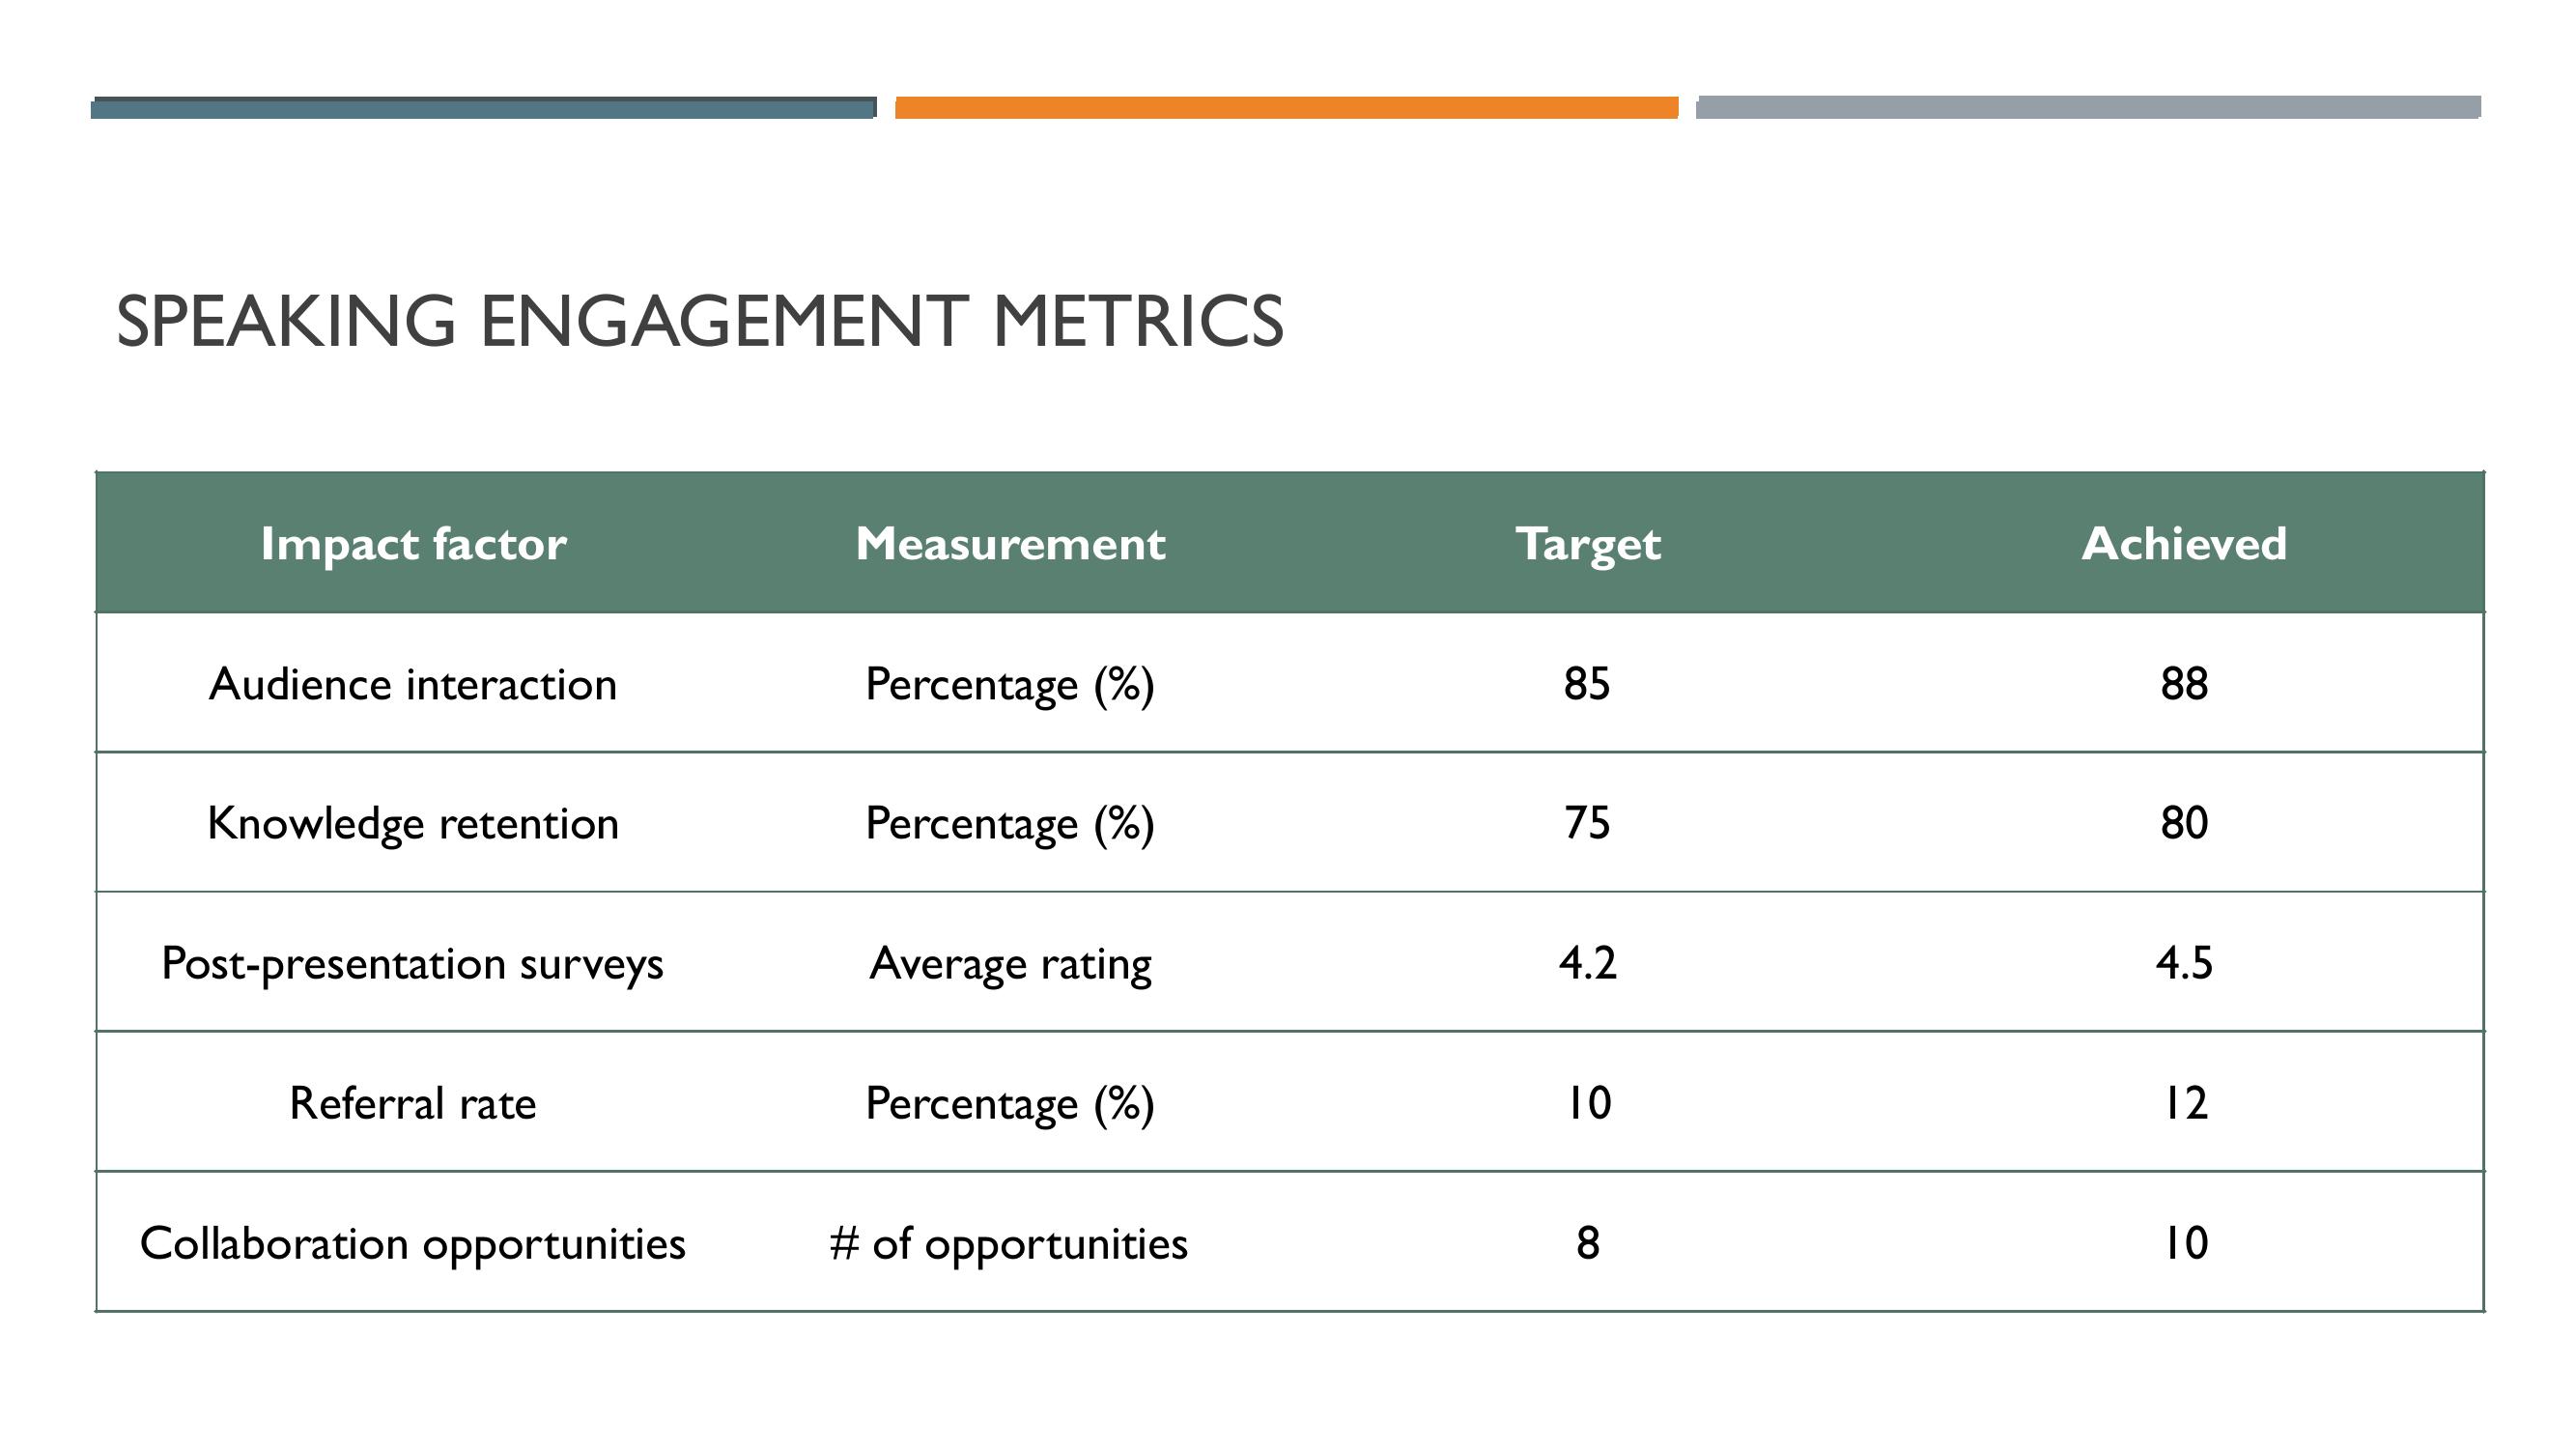 SPEAKING ENGAGEMENT METRICS
Impact factor Measurement Target Achieved
Audience interaction Percentage (%) 85 88
Knowledge retention Percentage (%) 75 80
Post-presentation surveys Average rating 4.2 4.5
Referral rate Percentage (%) 10 12
Collaboration opportunities # of opportunities 8 10